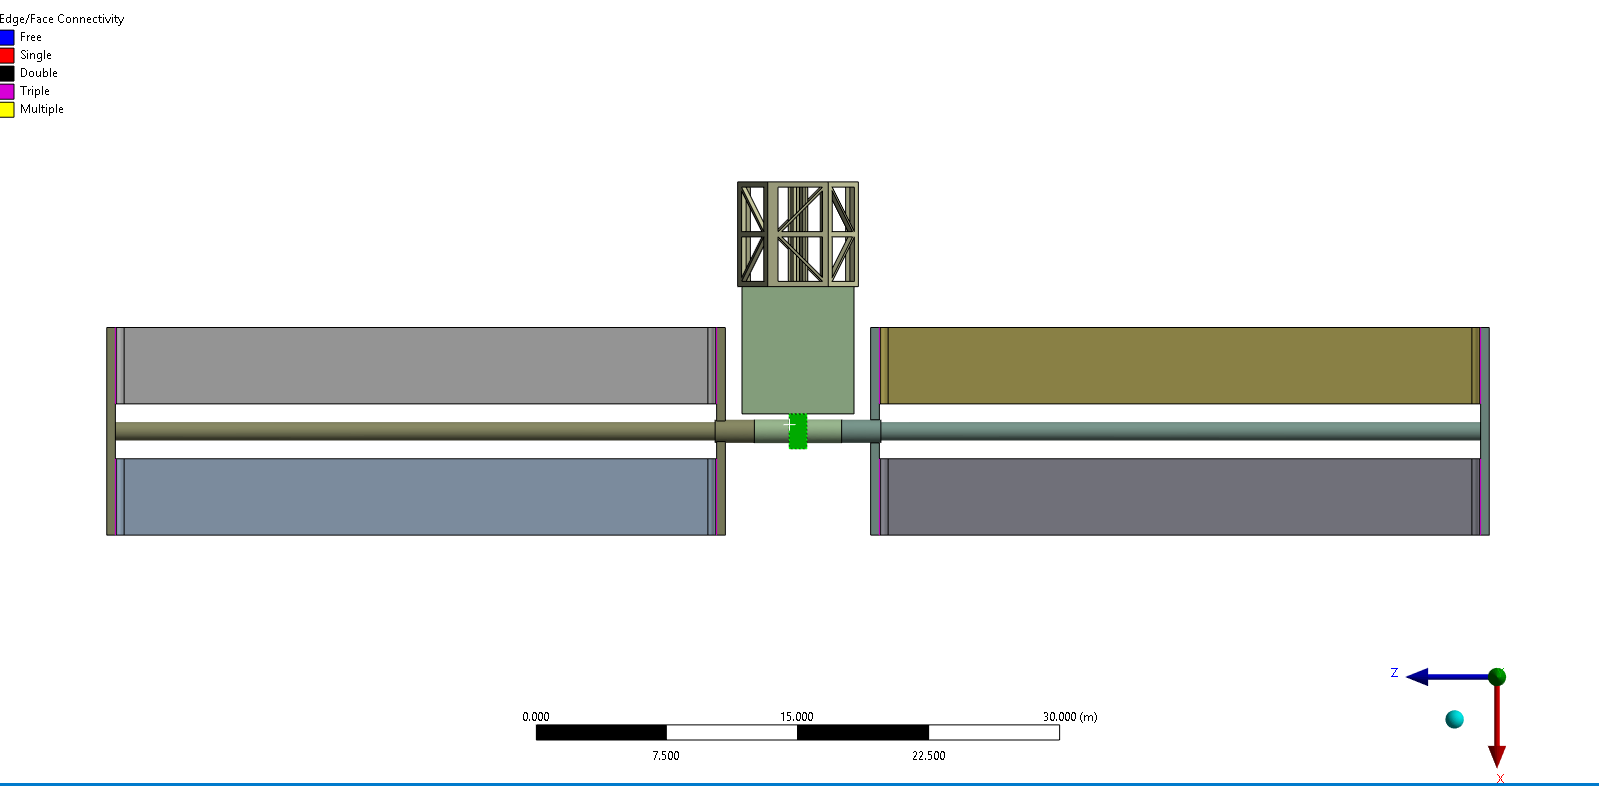 Edge/Face Connectivity
Free
Single
Double
Triple
Multiple
Z
0.000 15.000 30.000 (m)
7.500 22.500
X